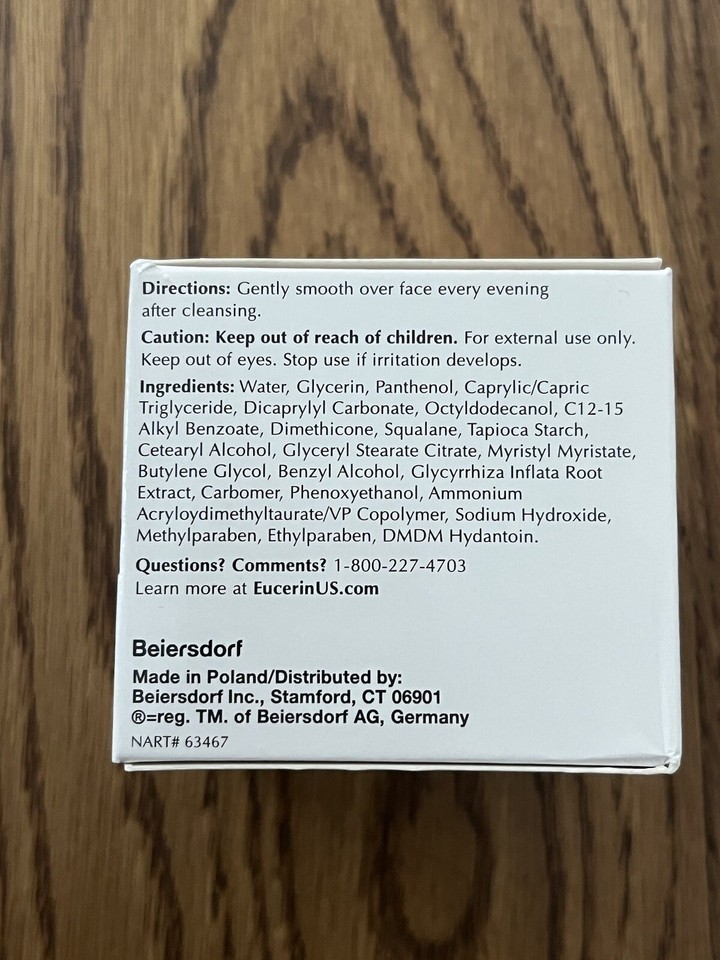 Directions: Gently smooth over face every evening
after cleansing.
Caution: Keep out of reach of children. For external use only.
Keep out of eyes. Stop use if irritation develops.
Ingredients: Water, Glycerin, Panthenol, Caprylic/Capric
Triglyceride, Dicaprylyl Carbonate, Octyldodecanol, C12-15
Alkyl Benzoate, Dimethicone, Squalane, Tapioca Starch,
Cetearyl Alcohol, Glyceryl Stearate Citrate, Myristyl Myristate,
Butylene Glycol, Benzyl Alcohol, Glycyrrhiza Inflata Root
Extract, Carbomer, Phenoxyethanol, Ammonium
Acryloydimethyltaurate/VP Copolymer, Sodium Hydroxide,
Methylparaben, Ethylparaben, DMDM Hydantoin.
Questions? Comments? 1-800-227-4703
Learn more at EucerinUS.com
Beiersdorf
Made in Poland/Distributed by:
Beiersdorf Inc., Stamford, CT 06901
®=reg. TM. of Beiersdorf AG, Germany
NART# 63467